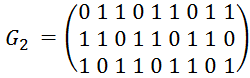 G₂ = (0 1 1 0 1 1 0 1 1
1 1 0 1 1 0 1 1 0
1 0 1 1 0 1 1 0 1)